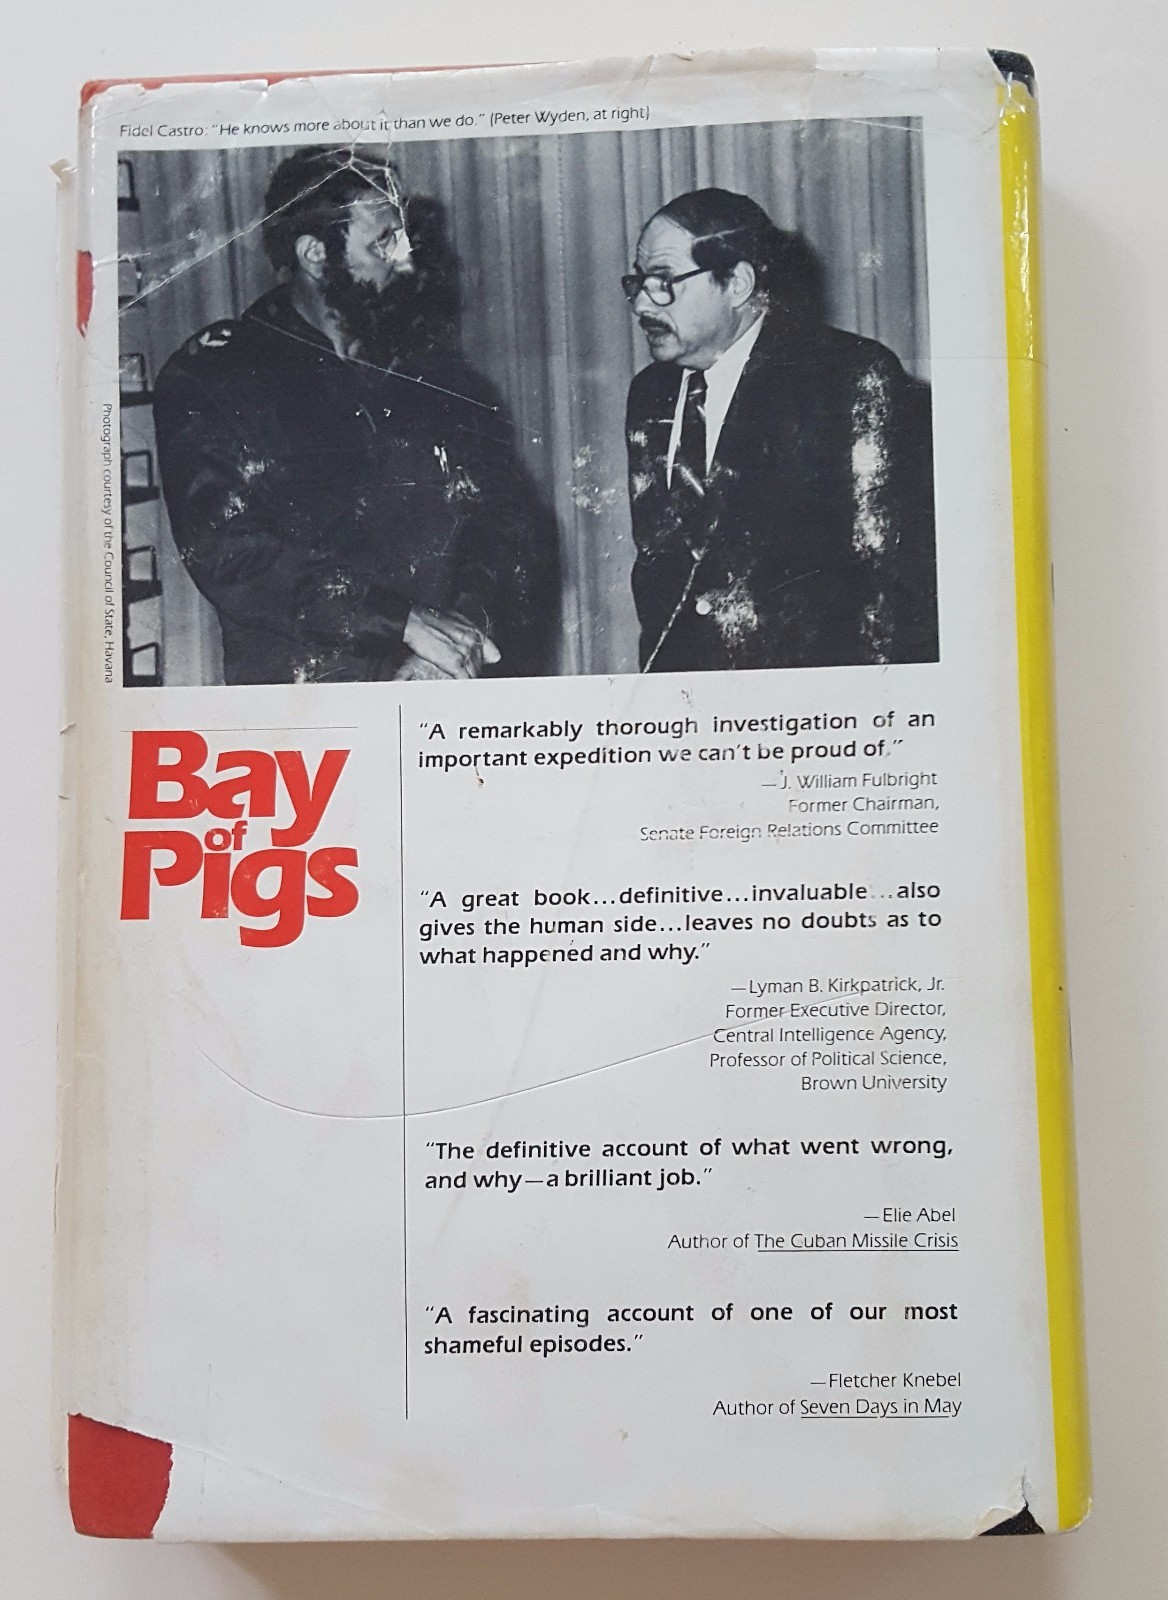 Fidel Castro: "He knows more about it than we do." (Peter Wyden, at right)
Photograph courtesy of the Council of State, Havana
Bay
of
Pigs
"A remarkably thorough investigation of an
important expedition we can't be proud of."
—J. William Fulbright
Former Chairman,
Senate Foreign Relations Committee
"A great book...definitive...invaluable...also
gives the human side...leaves no doubts as to
what happened and why."
—Lyman B. Kirkpatrick, Jr.
Former Executive Director,
Central Intelligence Agency,
Professor of Political Science,
Brown University
"The definitive account of what went wrong,
and why—a brilliant job."
—Elie Abel
Author of The Cuban Missile Crisis
"A fascinating account of one of our most
shameful episodes."
—Fletcher Knebel
Author of Seven Days in May